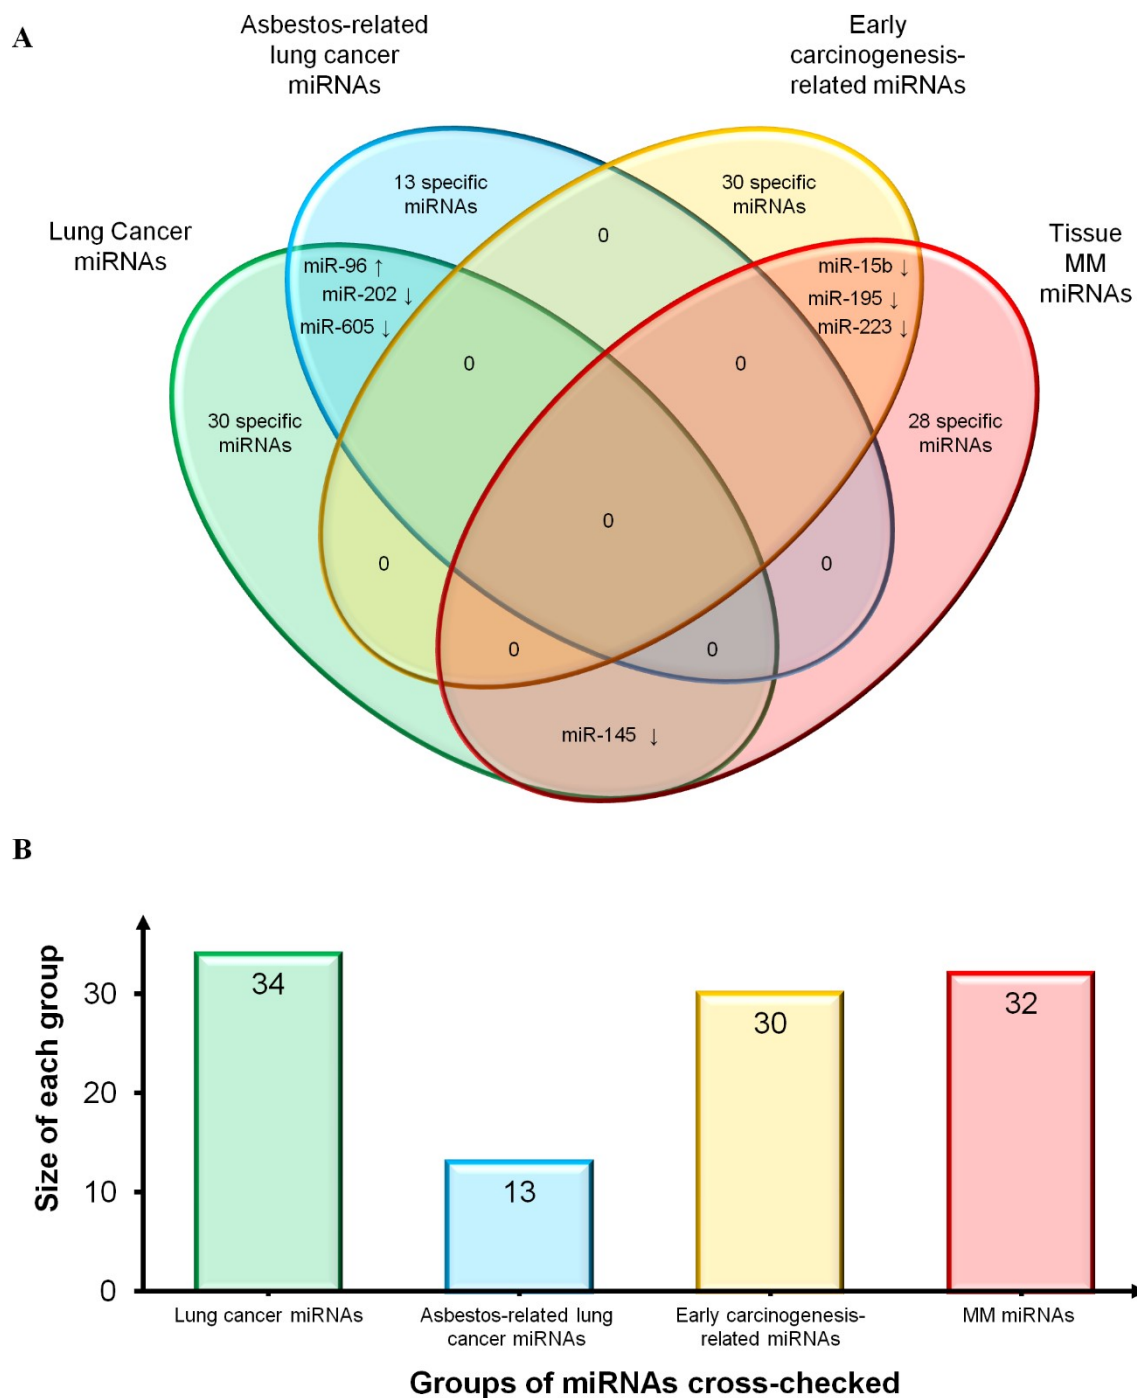 A
Asbestos-related
lung cancer
miRNAs
Early
carcinogenesis-
related miRNAs
Lung Cancer
miRNAs
Tissue
MM
miRNAs
13 specific
miRNAs
30 specific
miRNAs
0
miR-96 ↑
miR-202 ↓
miR-605 ↓
miR-15b ↓
miR-195 ↓
miR-223 ↓
0
0
30 specific
miRNAs
28 specific
miRNAs
0
0
0
0
0
miR-145 ↓
B
Size of each group
30
20
10
0
34
13
30
32
Lung cancer miRNAs
Asbestos-related lung
cancer miRNAs
Early carcinogenesis-
related miRNAs
MM miRNAs
Groups of miRNAs cross-checked